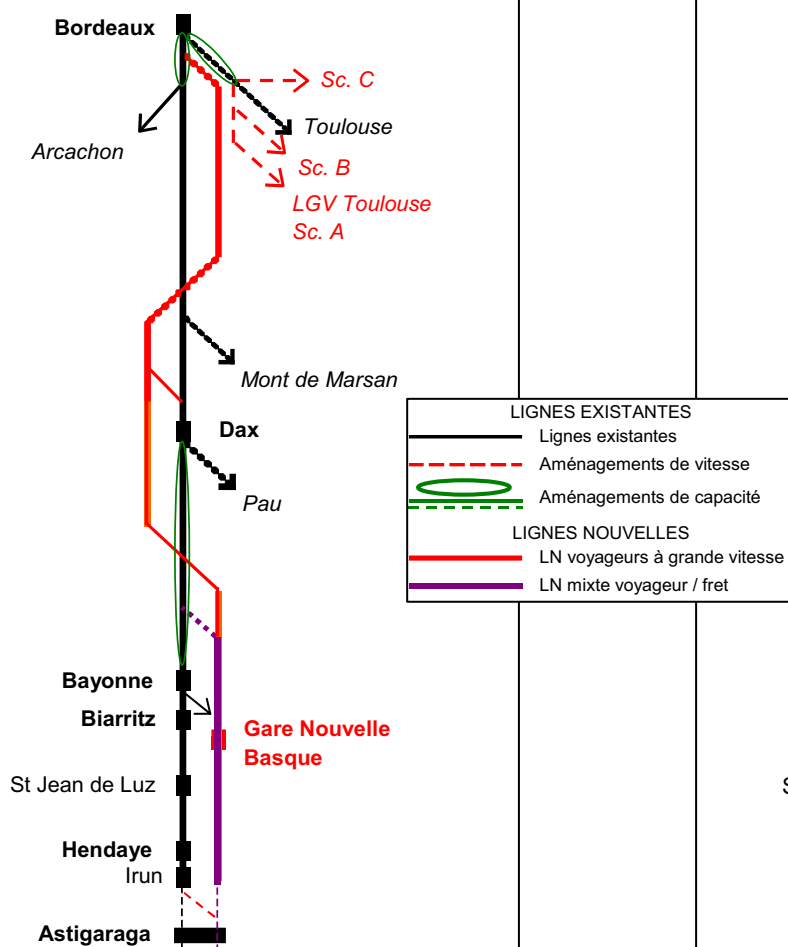 Bordeaux
Sc. C
Toulouse
Arcachon
Sc. B
LGV Toulouse
Sc. A
Mont de Marsan
Dax
Pau
LIGNES EXISTANTES
Lignes existantes
Aménagements de vitesse
Aménagements de capacité
LIGNES NOUVELLES
LN voyageurs à grande vitesse
LN mixte voyageur / fret
Bayonne
Biarritz
Gare Nouvelle
Basque
St Jean de Luz
S
Hendaye
Irun
Astigaraga